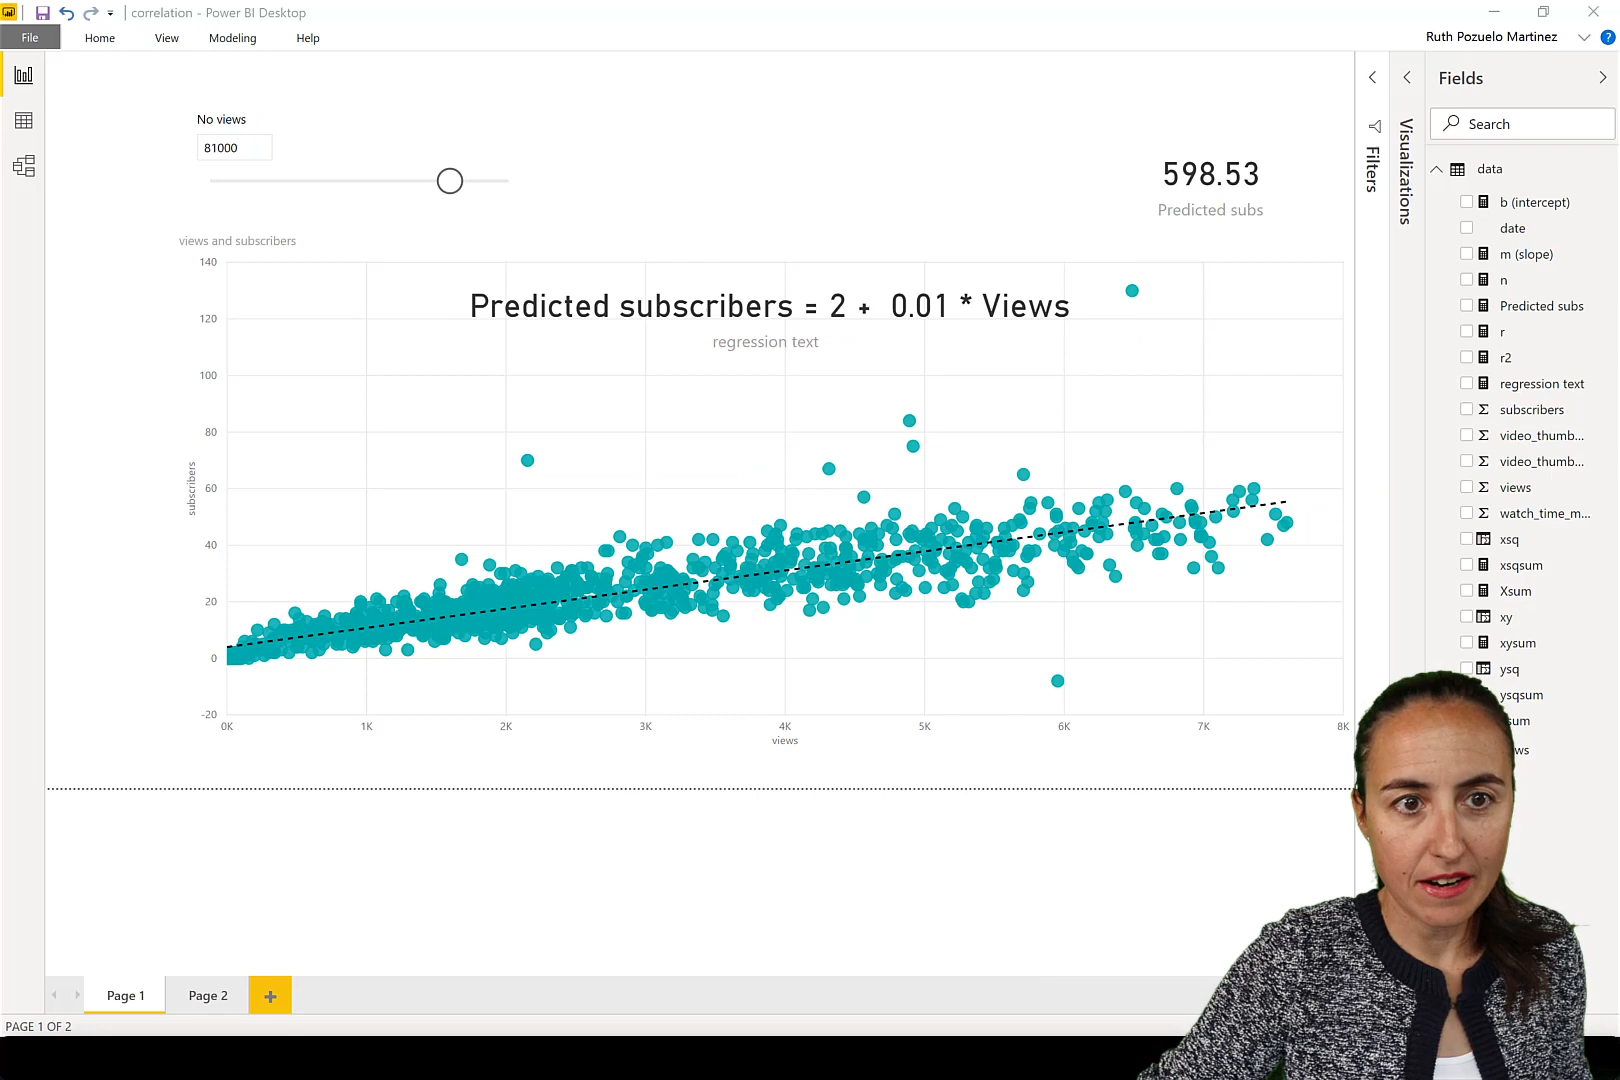 correlation - Power BI Desktop
File
Home
View
Modeling
Help
Ruth Pozuelo Martinez
?
No views
81000
598.53
Predicted subs
views and subscribers
Predicted subscribers = 2 + 0.01 * Views
regression text
subscribers
140
120
100
80
60
40
20
0
-20
0K
1K
2K
3K
4K
5K
6K
7K
8K
views
Filters
Visualizations
Fields
Search
data
b (intercept)
date
m (slope)
n
Predicted subs
r
r2
regression text
subscribers
video_thumb...
video_thumb...
views
watch_time_m...
xsq
xsqsum
Xsum
xy
xysum
ysq
ysqsum
Page 1
Page 2
+
PAGE 1 OF 2